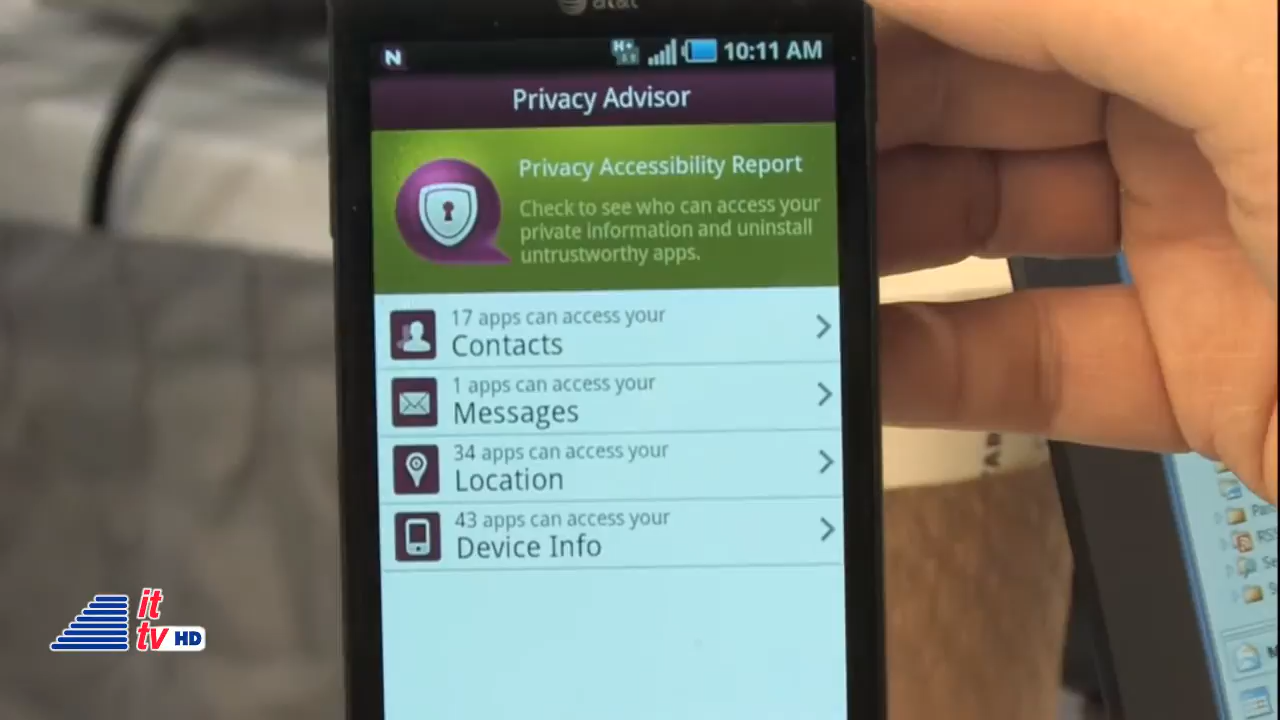 at&t
N
H+
10:11 AM
Privacy Advisor
Privacy Accessibility Report
Check to see who can access your
private information and uninstall
untrustworthy apps.
17 apps can access your
Contacts
1 apps can access your
Messages
34 apps can access your
Location
43 apps can access your
Device Info
it
tv HD